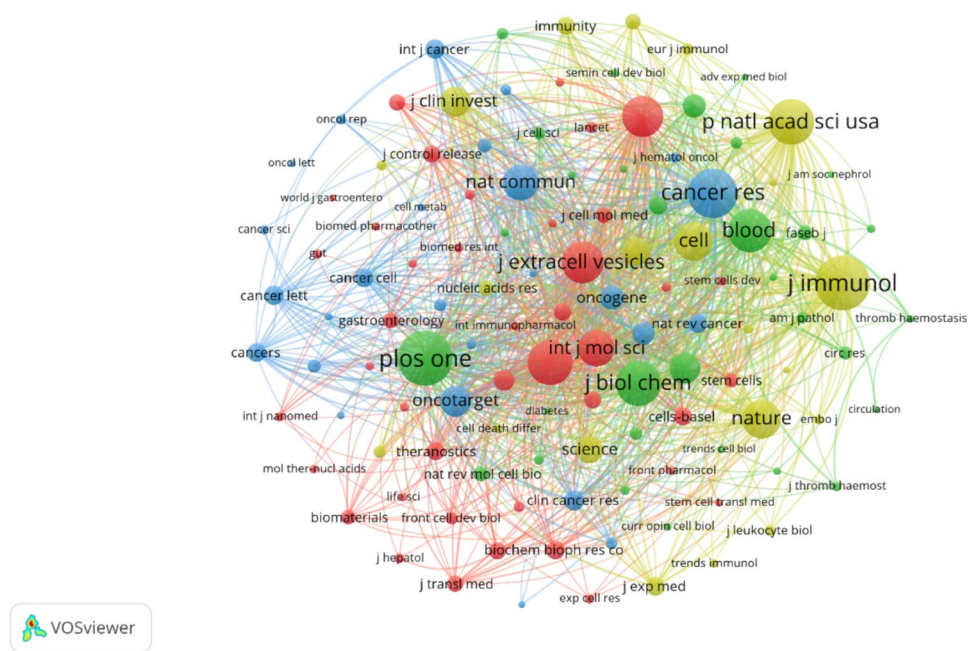 immunity
int j cancer
eur j immunol
semin cell dev biol
adv exp med biol
j clin invest
oncol rep
lancet
p natl acad sci usa
j cell sci
j control release
j hematol oncol
oncol lett
nat commun
j am soc nephrol
world j gastroentero
cell metab
cancer res
j cell mol med
biomed pharmacother
cancer sci
blood
faseb j
cell
biomed res int
gut
j extracell vesicles
cancer cell
stem cells dev
j immunol
nucleic acids res
cancer lett
oncogene
gastroenterology
int immunopharmacol
nat rev cancer
am j pathol
thromb haemostasis
int j mol sci
cancers
plos one
circ res
j biol chem
stem cells
oncotarget
diabetes
circulation
int j nanomed
cells-basel
nature
embo j
cell death differ
theranostics
science
trends cell biol
mol ther-nucl acids
nat rev mol cell bio
front pharmacol
j thromb haemost
life sci
clin cancer res
stem cell transl med
biomaterials
front cell dev biol
curr opin cell biol
j leukocyte biol
j hepatol
biochem bioph res co
trends immunol
j transl med
j exp med
exp cell res
VOSviewer